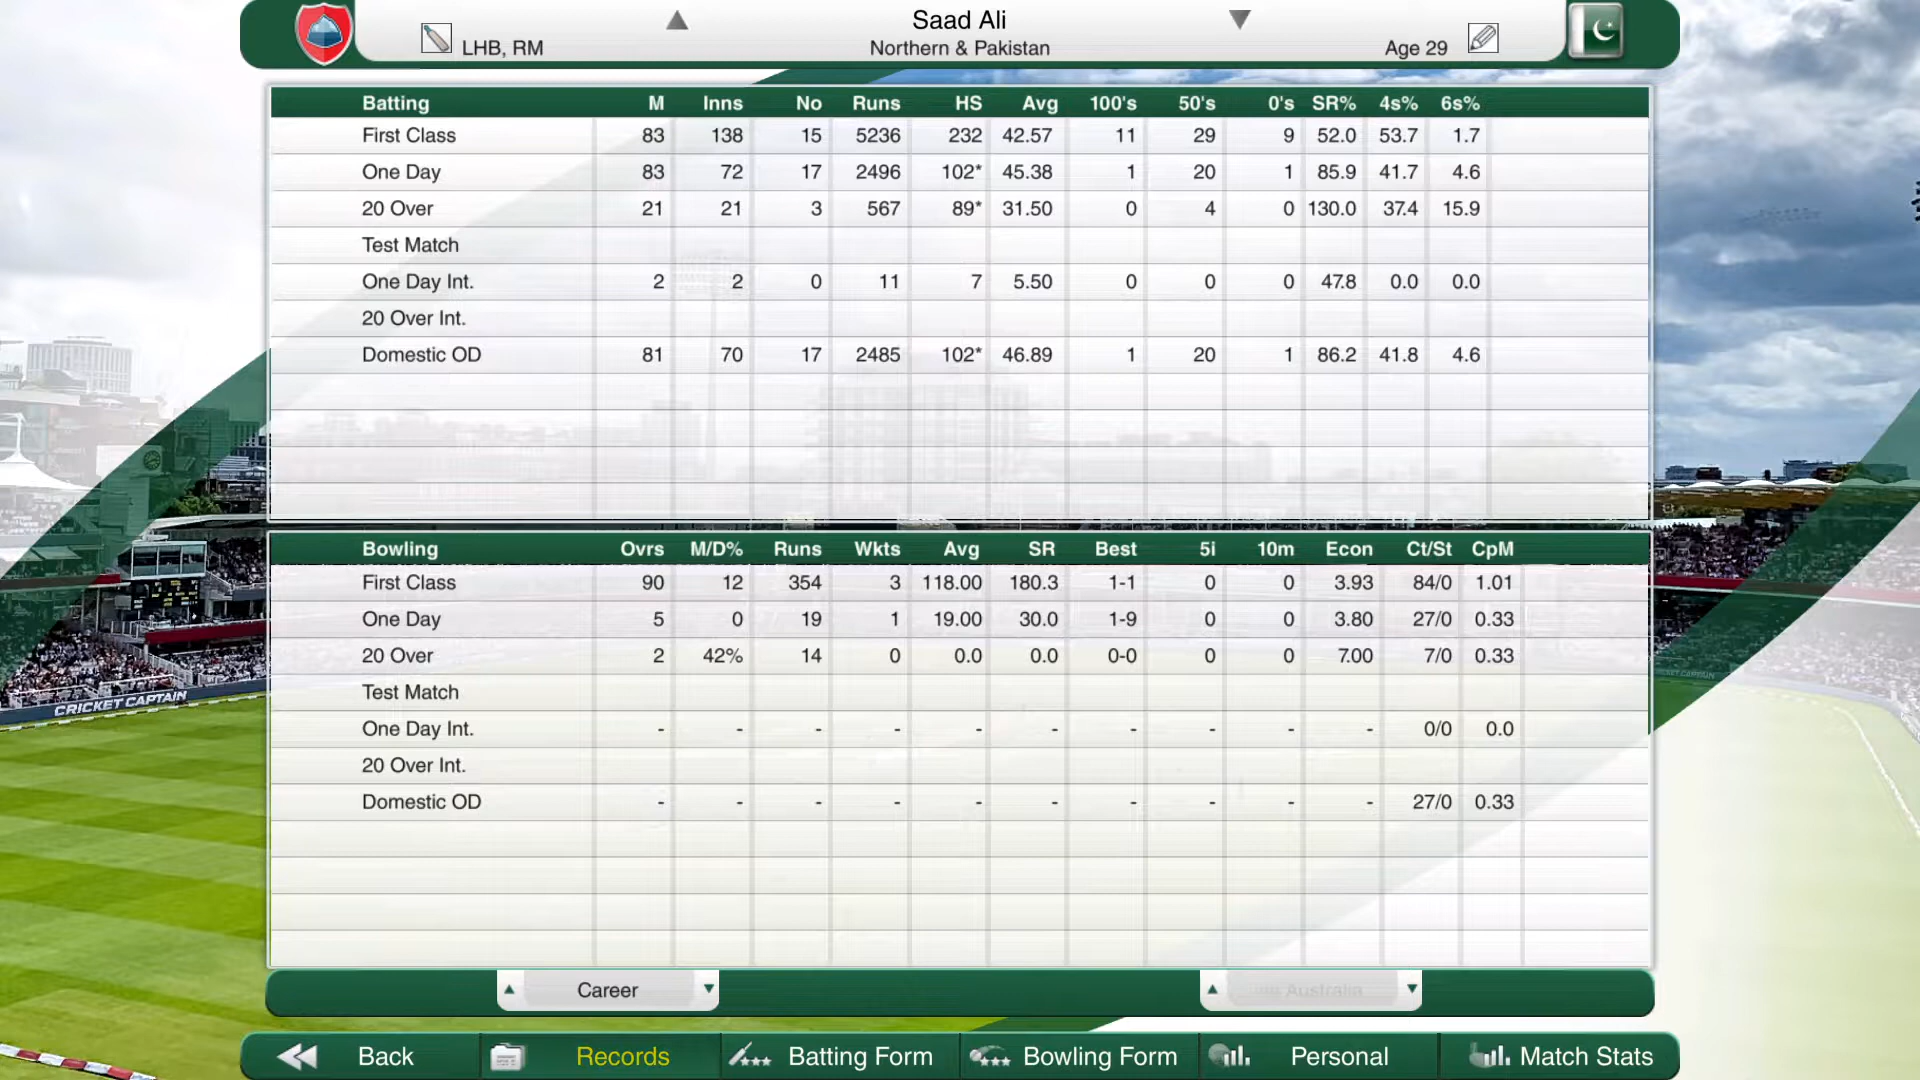 Saad Ali
LHB, RM
Northern & Pakistan
Age 29
Batting M Inns No Runs HS Avg 100's 50's 0's SR% 4s% 6s%
First Class 83 138 15 5236 232 42.57 11 29 9 52.0 53.7 1.7
One Day 83 72 17 2496 102* 45.38 1 20 1 85.9 41.7 4.6
20 Over 21 21 3 567 89* 31.50 0 4 0 130.0 37.4 15.9
Test Match
One Day Int. 2 2 0 11 7 5.50 0 0 0 47.8 0.0 0.0
20 Over Int.
Domestic OD 81 70 17 2485 102* 46.89 1 20 1 86.2 41.8 4.6
Bowling Ovrs M/D% Runs Wkts Avg SR Best 5i 10m Econ Ct/St CpM
First Class 90 12 354 3 118.00 180.3 1-1 0 0 3.93 84/0 1.01
One Day 5 0 19 1 19.00 30.0 1-9 0 0 3.80 27/0 0.33
20 Over 2 42% 14 0 0.0 0.0 0-0 0 0 7.00 7/0 0.33
Test Match
One Day Int. - - - - - - - - - - 0/0 0.0
20 Over Int.
Domestic OD - - - - - - - - - - 27/0 0.33
CRICKET CAPTAIN
Career
Australia
Back Records Batting Form Bowling Form Personal Match Stats